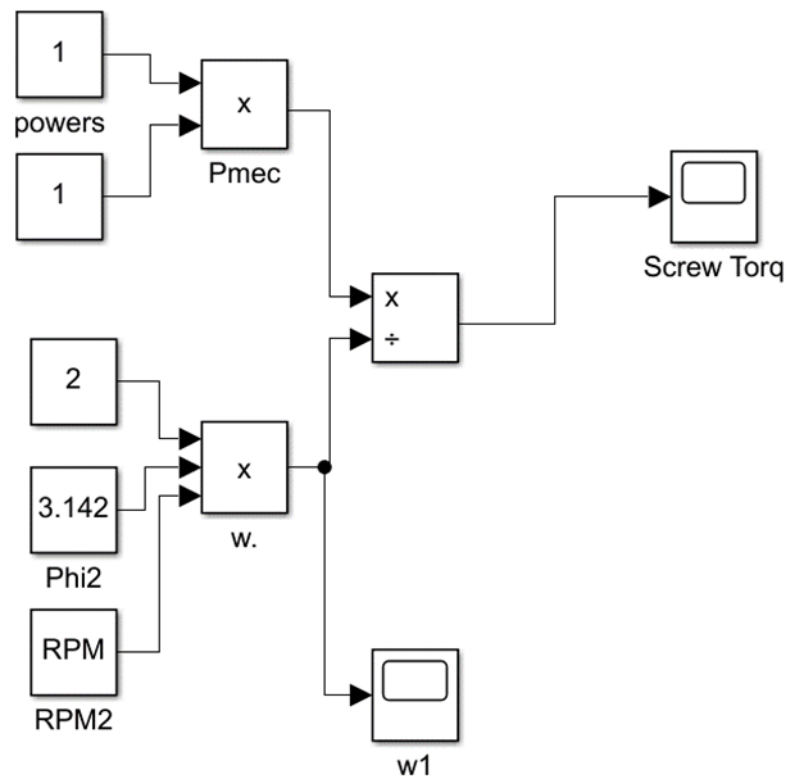 1
powers
x
Pmec
1
Screw Torq
x
÷
2
x
w.
3.142
Phi2
RPM
RPM2
w1